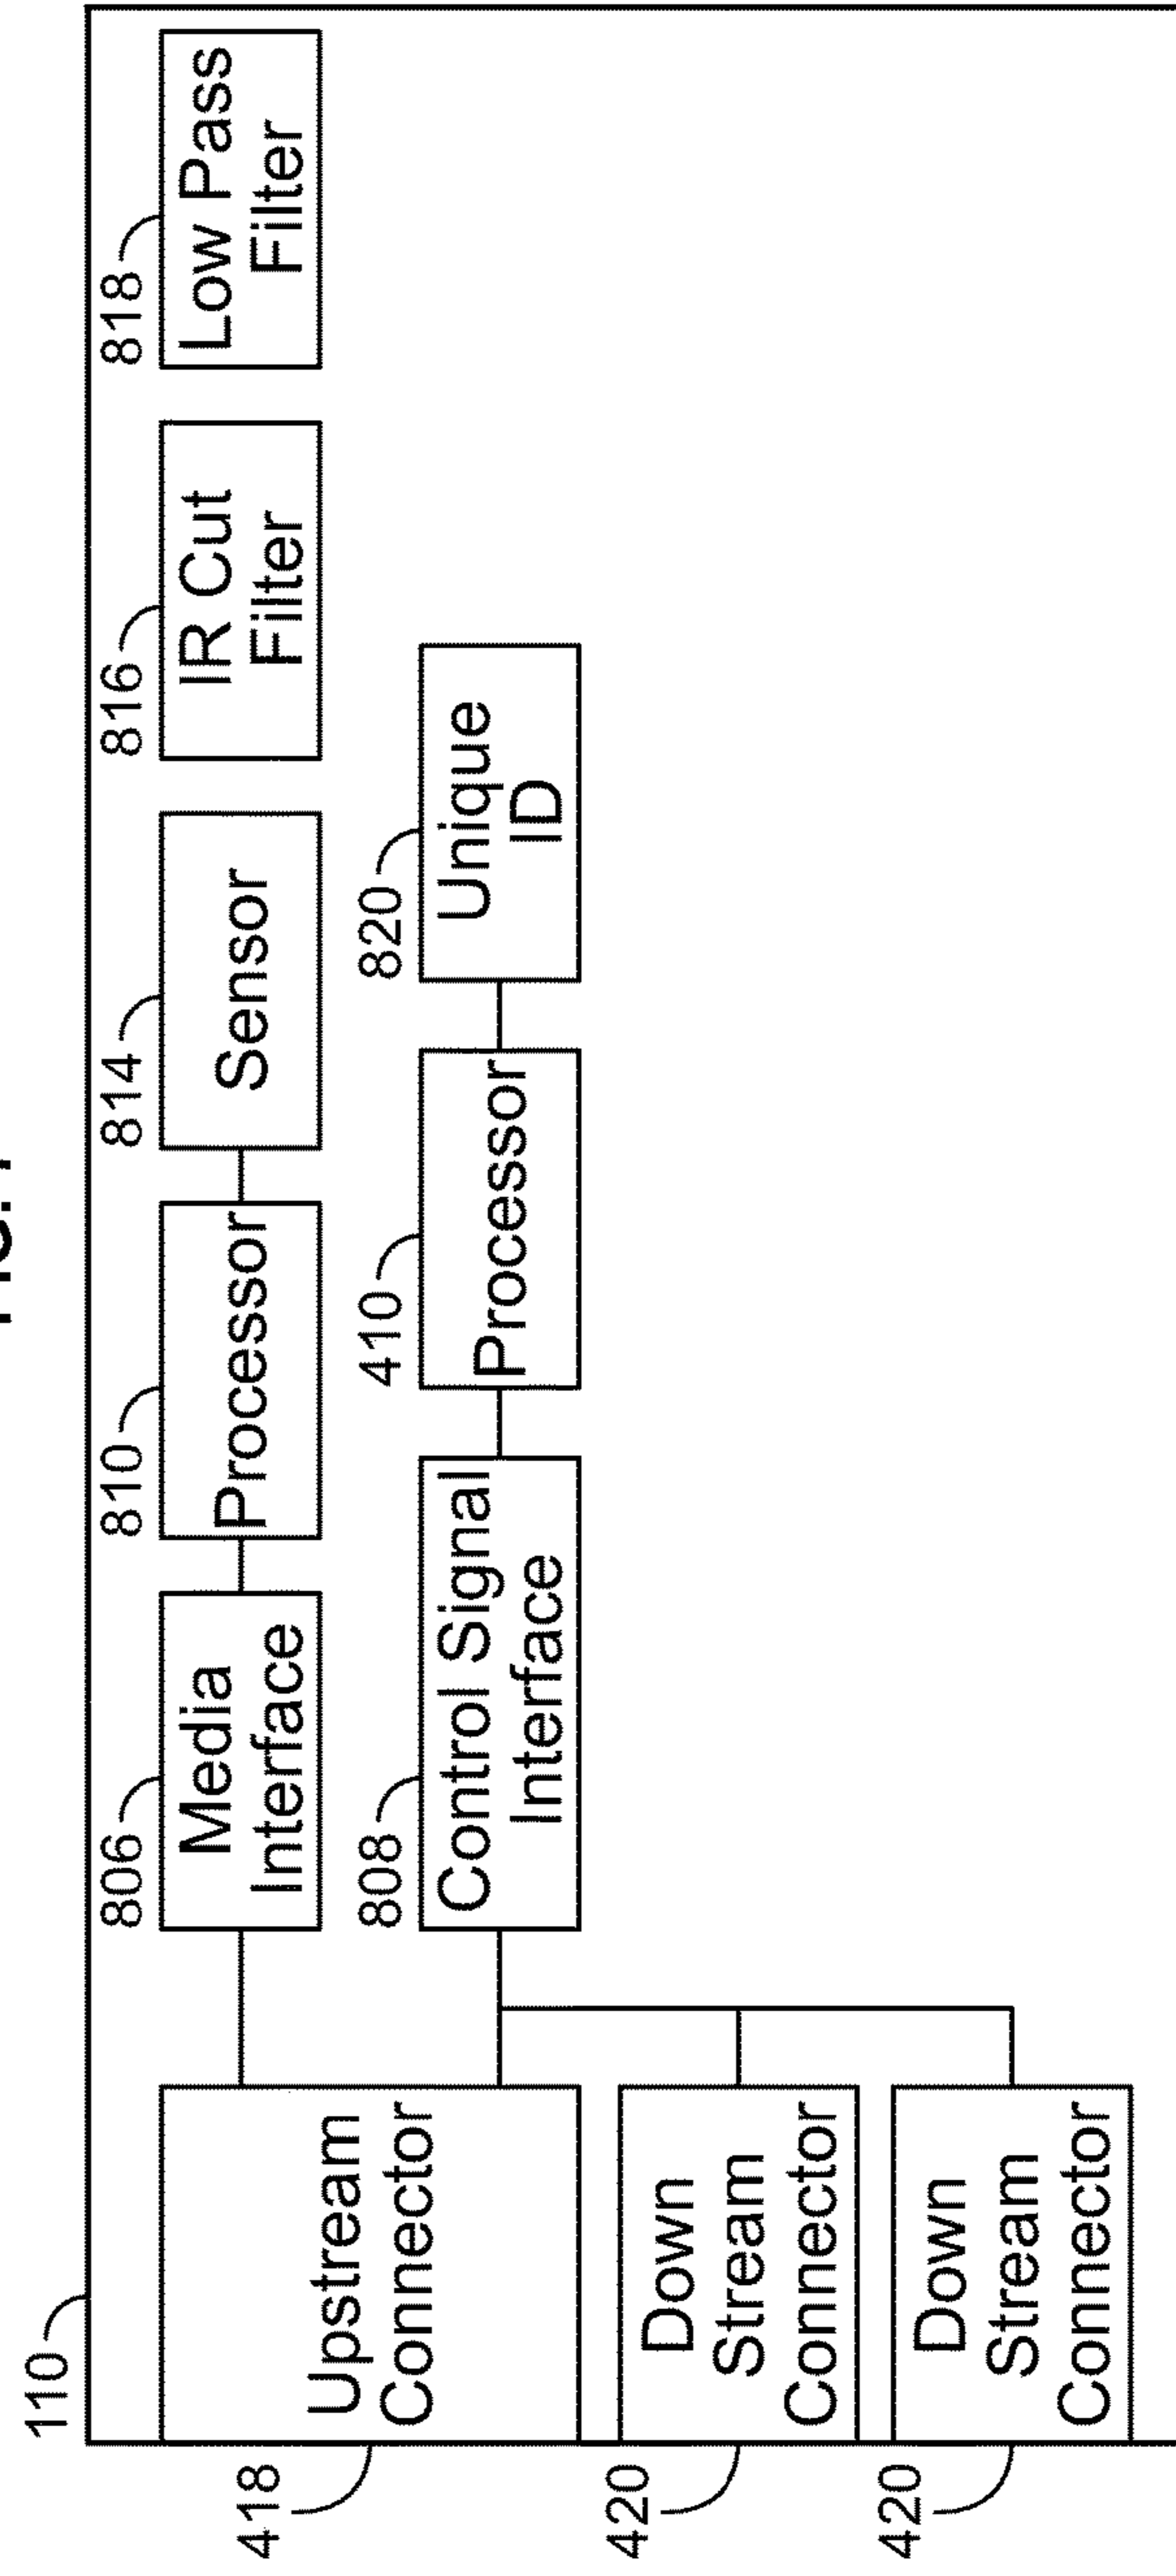 110
418
Upstream
Connector
806
Media
Interface
810
Processor
814
Sensor
816
IR Cut
Filter
818
Low Pass
Filter
808
Control Signal
Interface
410
Processor
820
Unique
ID
420
Down
Stream
Connector
420
Down
Stream
Connector